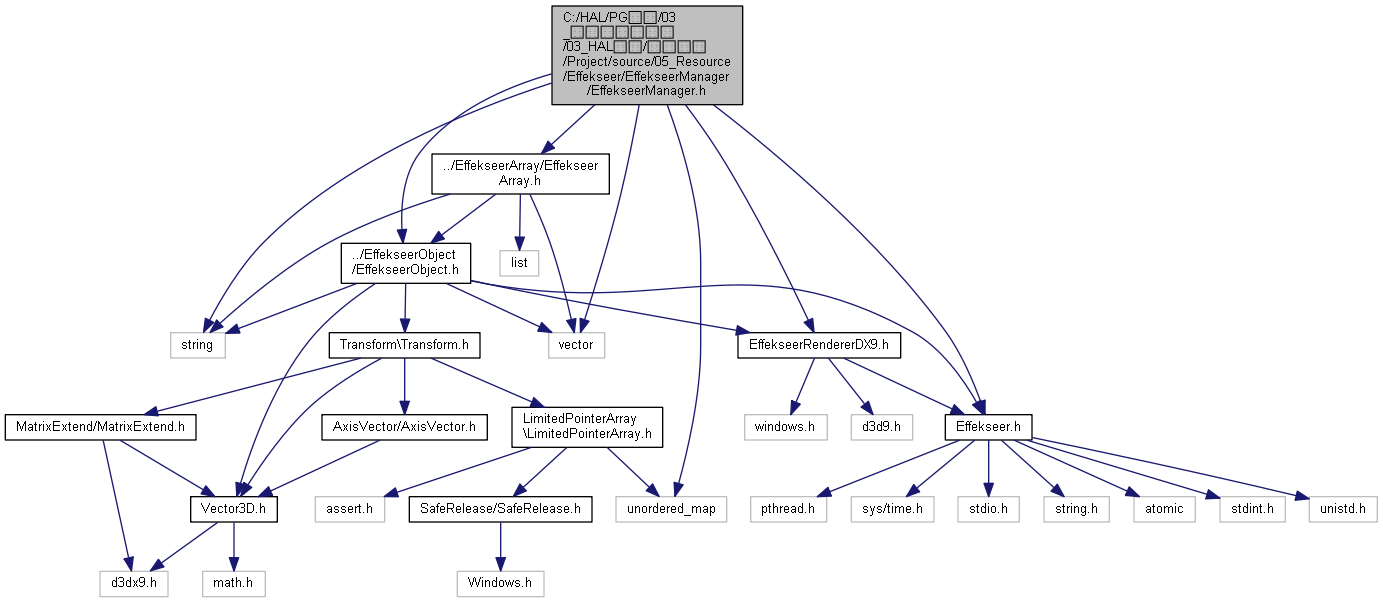 C:/HAL/PG/03
_
/03_HAL/
/Project/source/05_Resource
/Effekseer/EffekseerManager
/EffekseerManager.h
../EffekseerArray/Effekseer
Array.h
../EffekseerObject
/EffekseerObject.h
list
string
Transform\Transform.h
vector
EffekseerRendererDX9.h
MatrixExtend/MatrixExtend.h
AxisVector/AxisVector.h
LimitedPointerArray
\LimitedPointerArray.h
windows.h
d3d9.h
Effekseer.h
Vector3D.h
assert.h
SafeRelease/SafeRelease.h
unordered_map
pthread.h
sys/time.h
stdio.h
string.h
atomic
stdint.h
unistd.h
d3dx9.h
math.h
Windows.h